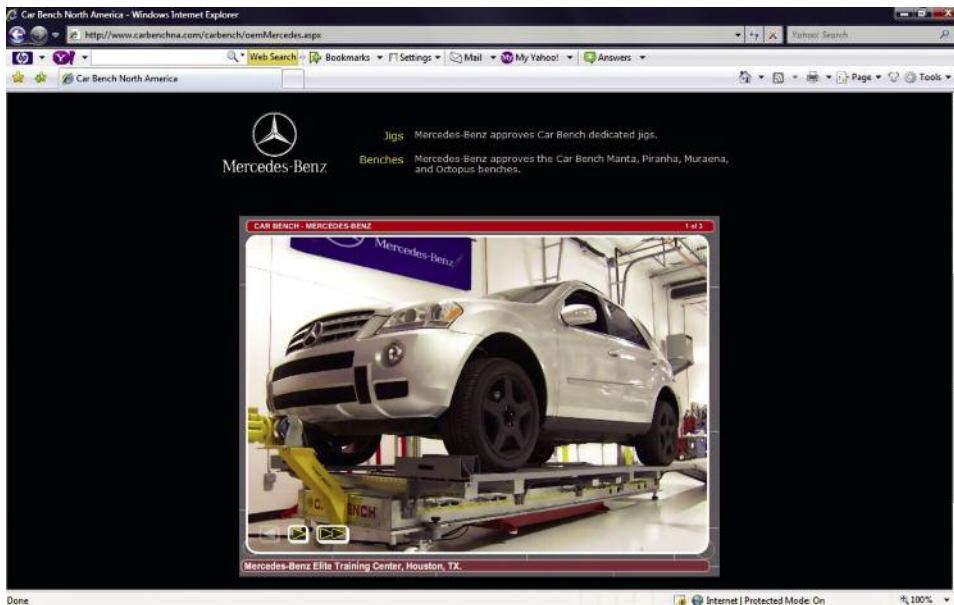 Car Bench North America - Windows Internet Explorer
http://www.carbenchna.com/carbench/oemMercedes.aspx
Yahoo! Search
Web Search
Bookmarks
Settings
Mail
My Yahoo!
Answers
Car Bench North America
Page
Tools
Mercedes-Benz
Jigs Mercedes-Benz approves Car Bench dedicated jigs.
Benches Mercedes-Benz approves the Car Bench Manta, Piranha, Muraena,
and Octopus benches.
CAR BENCH - MERCEDES-BENZ 1 of 3
Mercedes-Benz
BENCH
Mercedes-Benz Elite Training Center, Houston, TX.
Done
Internet | Protected Mode: On
100%